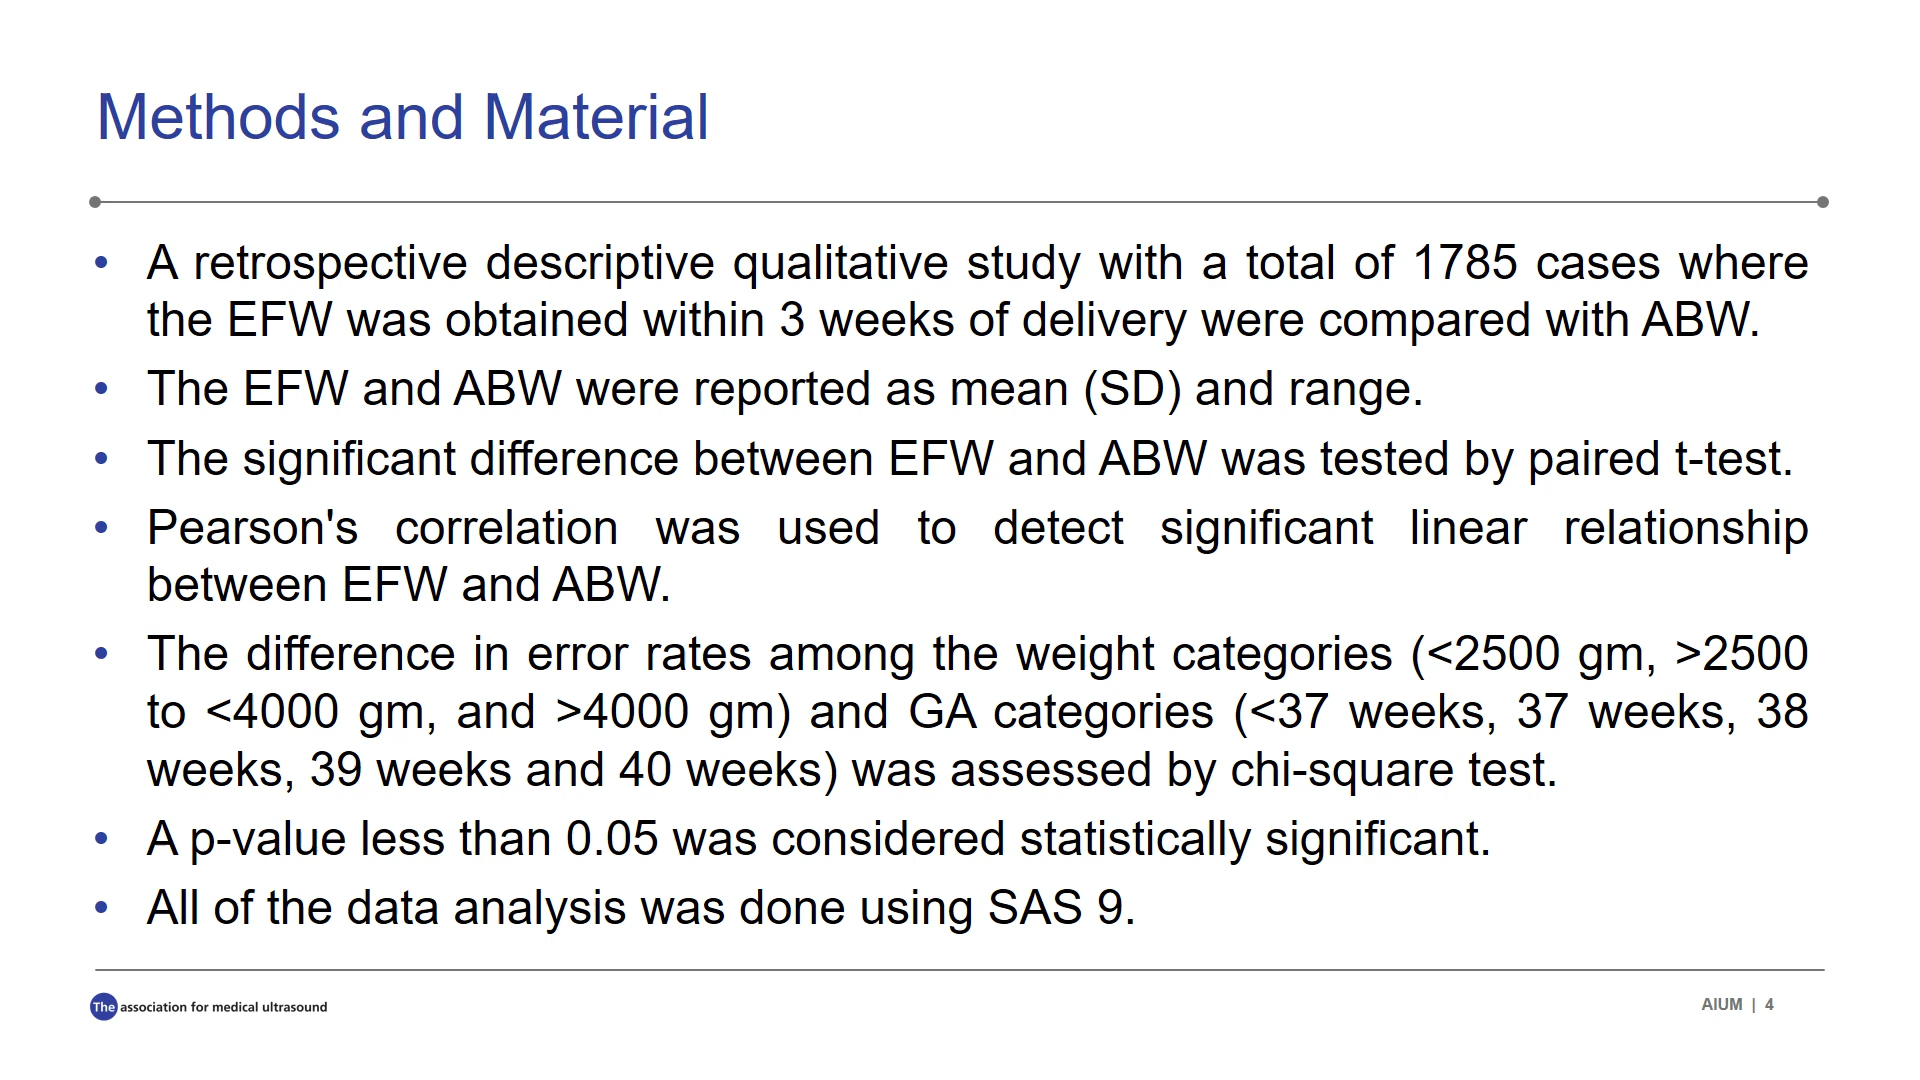 Methods and Material
• A retrospective descriptive qualitative study with a total of 1785 cases where
the EFW was obtained within 3 weeks of delivery were compared with ABW.
• The EFW and ABW were reported as mean (SD) and range.
• The significant difference between EFW and ABW was tested by paired t-test.
• Pearson's correlation was used to detect significant linear relationship
between EFW and ABW.
• The difference in error rates among the weight categories (<2500 gm, >2500
to <4000 gm, and >4000 gm) and GA categories (<37 weeks, 37 weeks, 38
weeks, 39 weeks and 40 weeks) was assessed by chi-square test.
• A p-value less than 0.05 was considered statistically significant.
• All of the data analysis was done using SAS 9.
The association for medical ultrasound
AIUM | 4